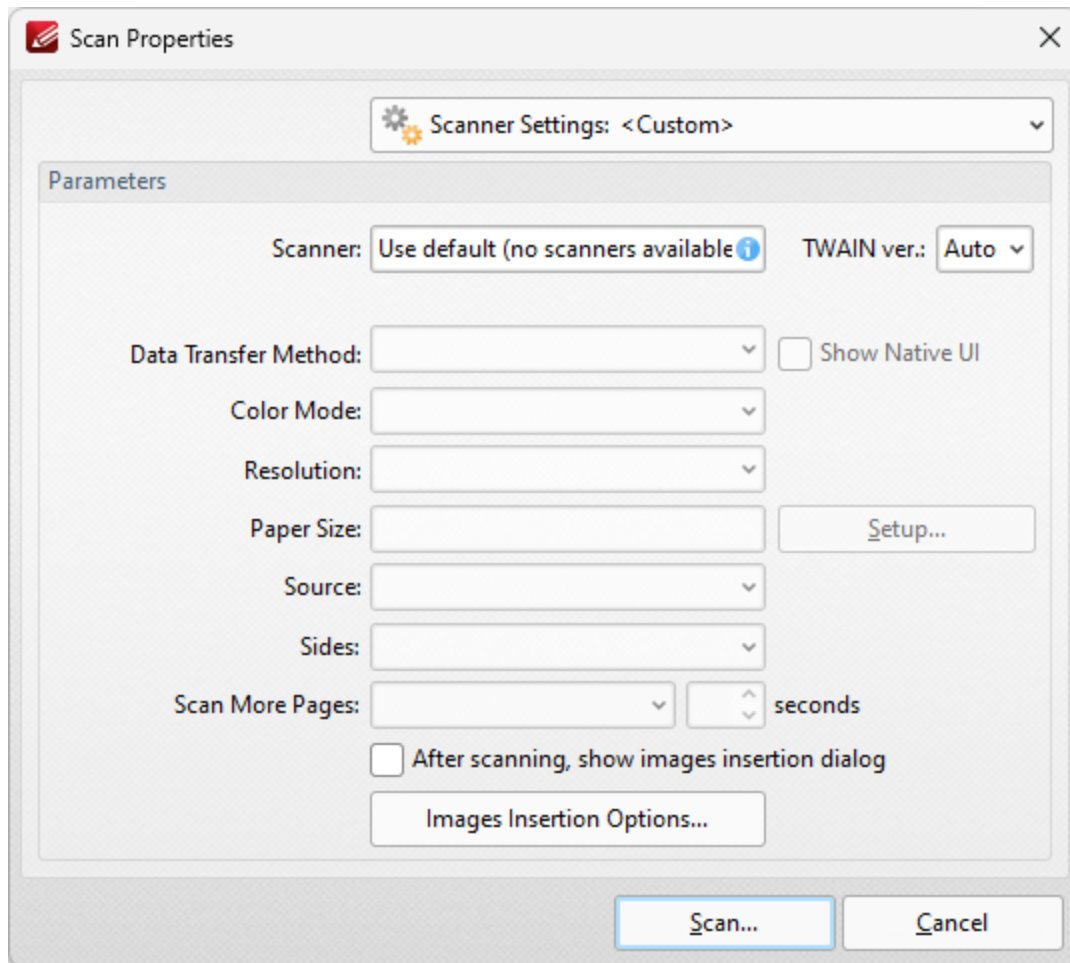 Scan Properties
Scanner Settings: <Custom>
Parameters
Scanner: Use default (no scanners available TWAIN ver.: Auto
Data Transfer Method: Show Native UI
Color Mode:
Resolution:
Paper Size: Setup...
Source:
Sides:
Scan More Pages: seconds
After scanning, show images insertion dialog
Images Insertion Options...
Scan... Cancel